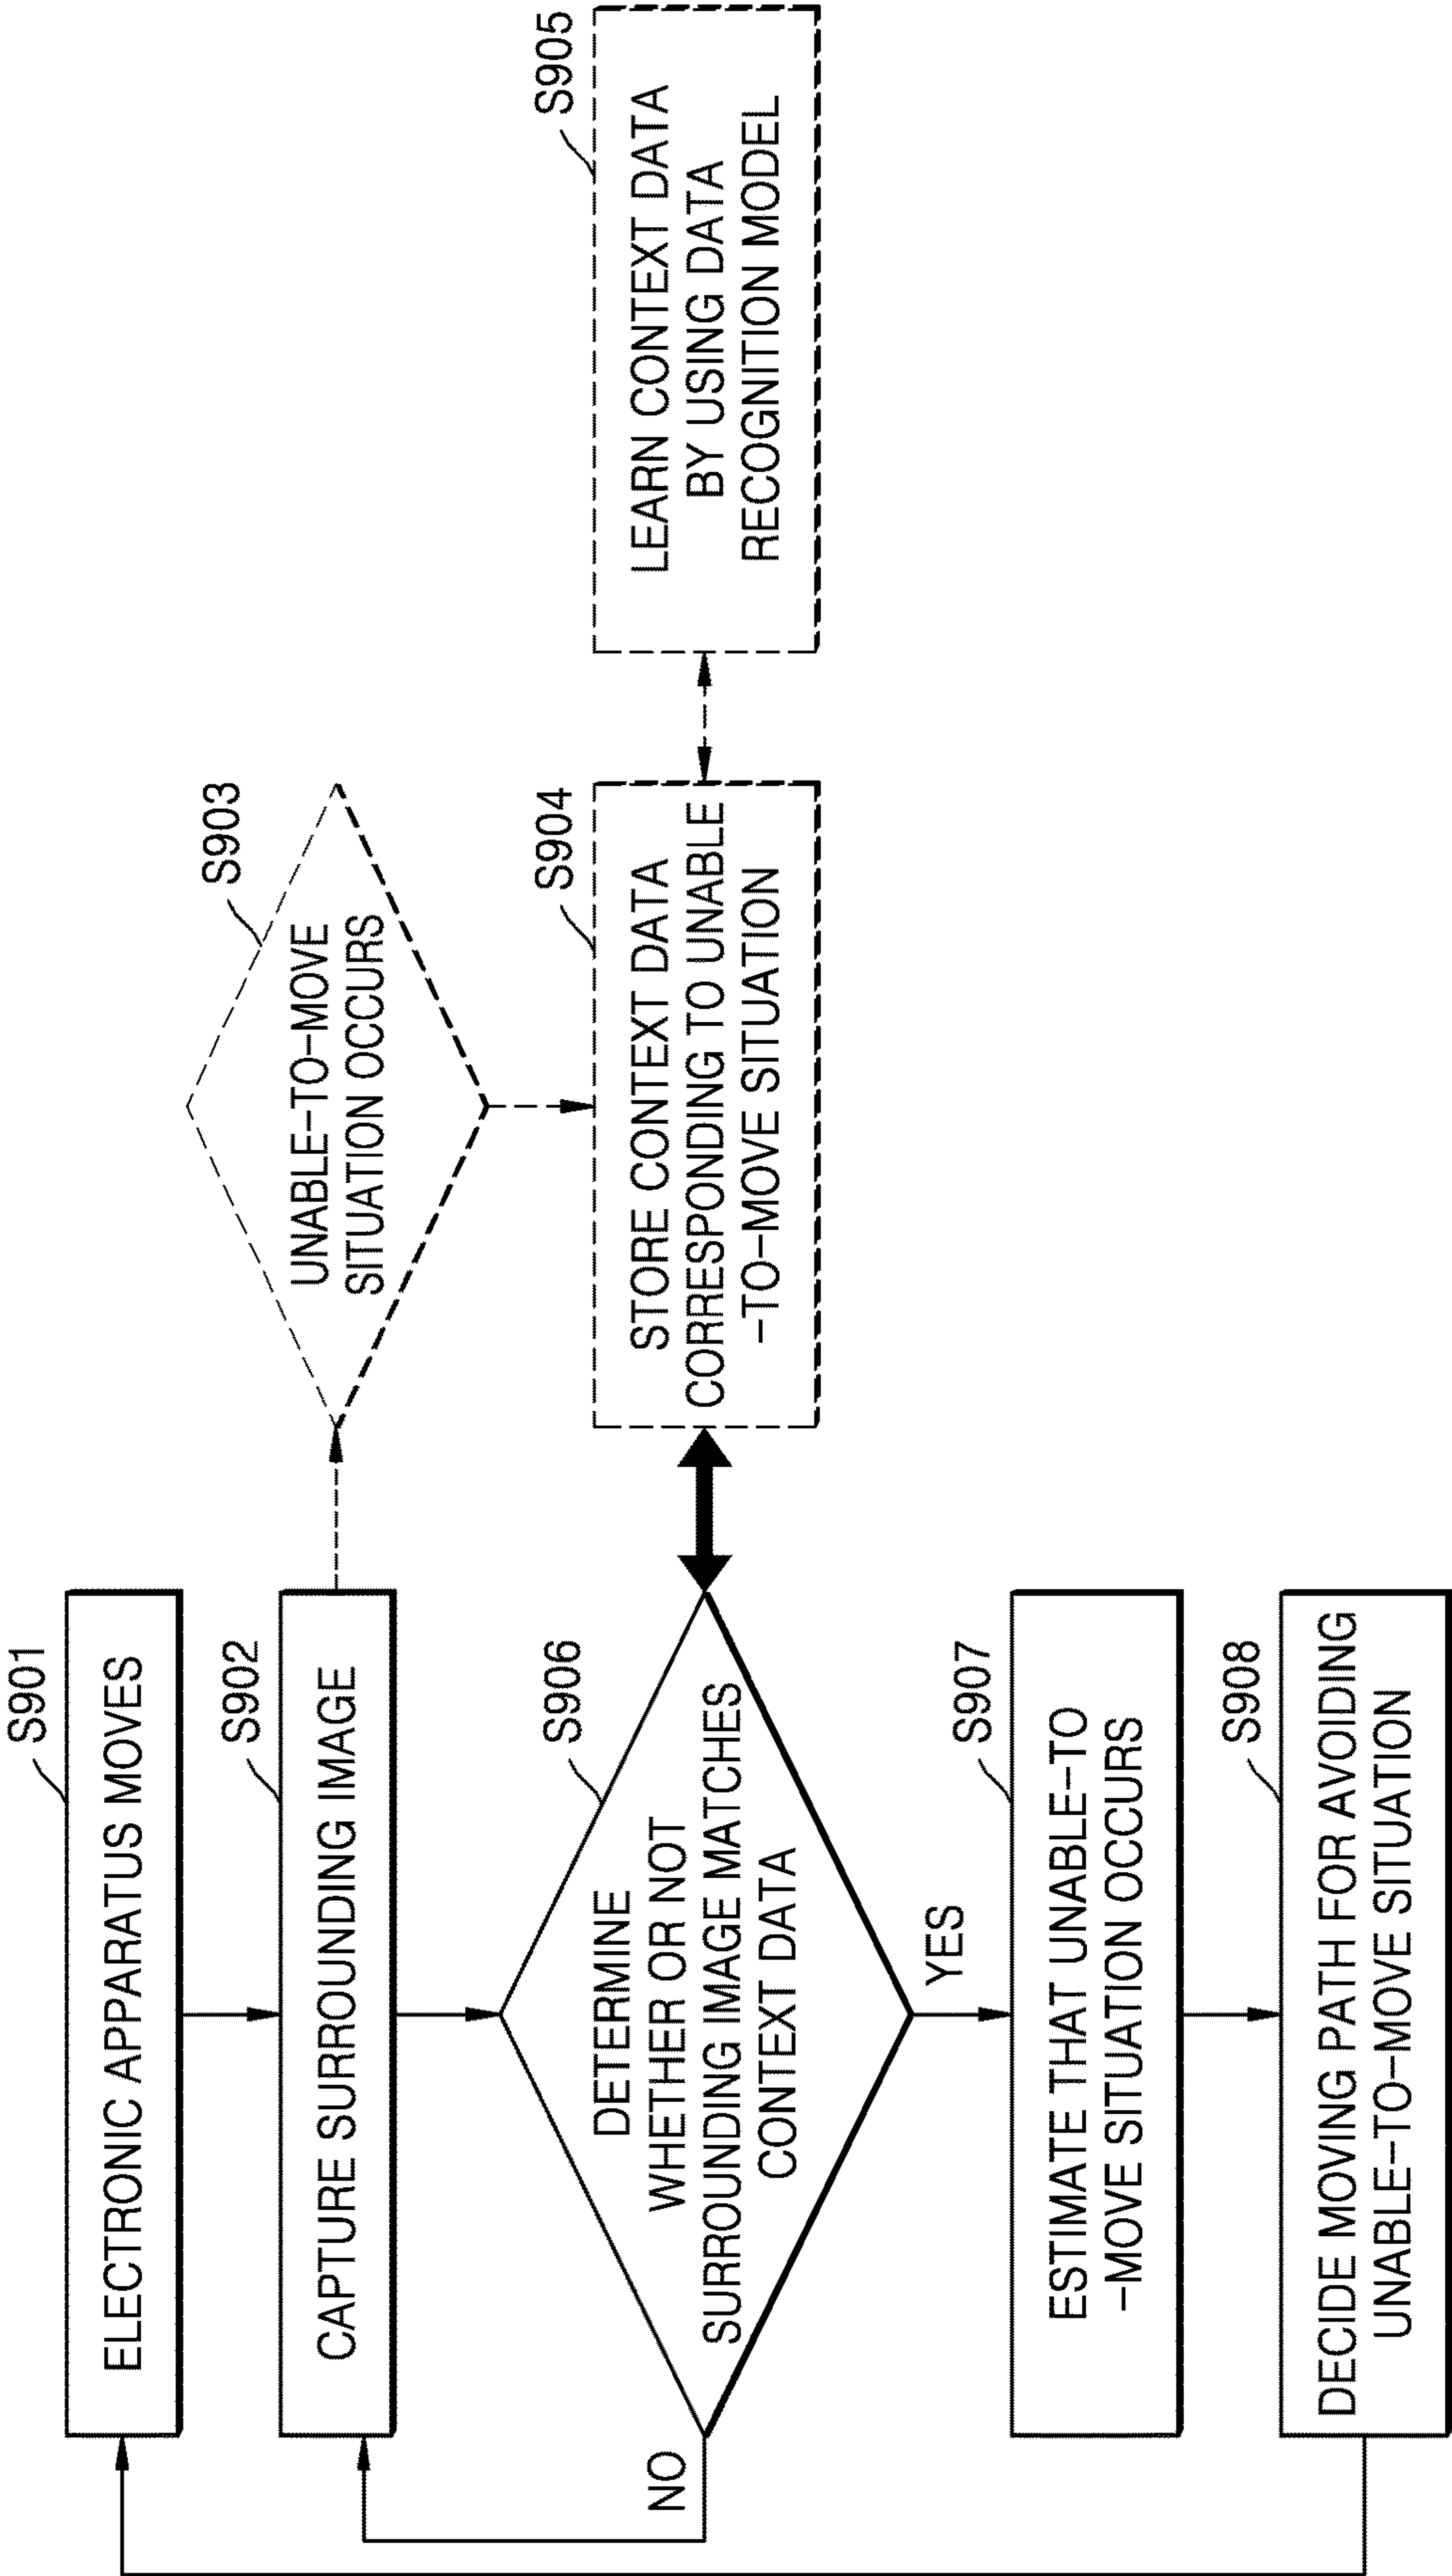 S901
ELECTRONIC APPARATUS MOVES
S902
CAPTURE SURROUNDING IMAGE
S903
UNABLE-TO-MOVE
SITUATION OCCURS
S906
DETERMINE
WHETHER OR NOT
SURROUNDING IMAGE MATCHES
CONTEXT DATA
NO
YES
S904
STORE CONTEXT DATA
CORRESPONDING TO UNABLE
-TO-MOVE SITUATION
S905
LEARN CONTEXT DATA
BY USING DATA
RECOGNITION MODEL
S907
ESTIMATE THAT UNABLE-TO
-MOVE SITUATION OCCURS
S908
DECIDE MOVING PATH FOR AVOIDING
UNABLE-TO-MOVE SITUATION